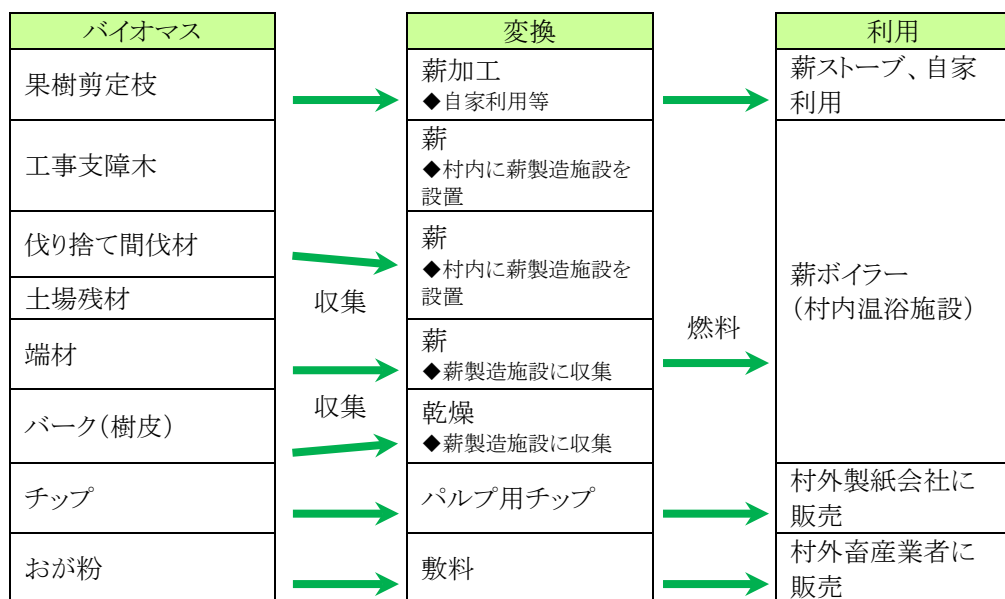 バイオマス
変換
利用
果樹剪定枝
薪加工
◆自家利用等
薪ストーブ、自家
利用
工事支障木
薪
◆村内に薪製造施設を
設置
伐り捨て間伐材
土場残材
収集
薪
◆村内に薪製造施設を
設置
薪ボイラー
(村内温浴施設)
燃料
端材
薪
◆薪製造施設に収集
収集
バーク(樹皮)
乾燥
◆薪製造施設に収集
チップ
パルプ用チップ
村外製紙会社に
販売
おが粉
敷料
村外畜産業者に
販売